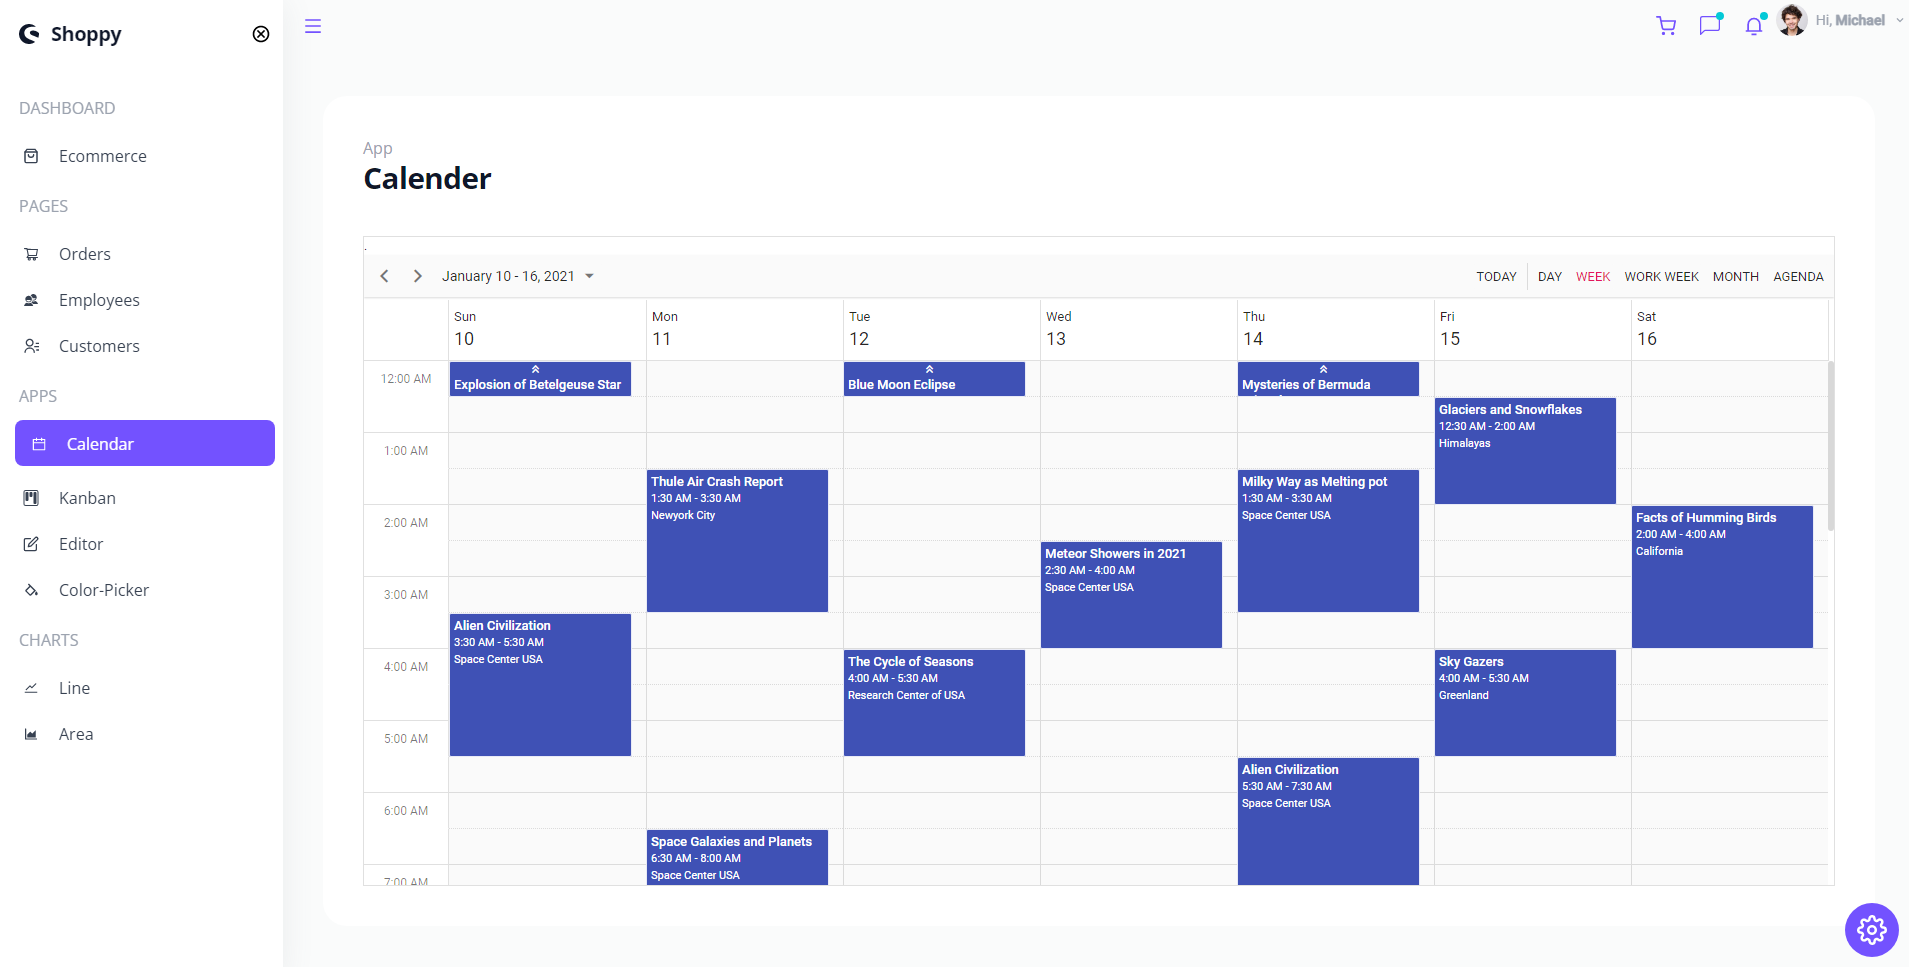 Shoppy
Hi, Michael
DASHBOARD
Ecommerce
PAGES
Orders
Employees
Customers
APPS
Calendar
Kanban
Editor
Color-Picker
CHARTS
Line
Area
App
Calender
.
January 10 - 16, 2021
TODAY DAY WEEK WORK WEEK MONTH AGENDA
Sun Mon Tue Wed Thu Fri Sat
10 11 12 13 14 15 16
12:00 AM
1:00 AM
2:00 AM
3:00 AM
4:00 AM
5:00 AM
6:00 AM
7:00 AM
Explosion of Betelgeuse Star
Alien Civilization
3:30 AM - 5:30 AM
Space Center USA
Thule Air Crash Report
1:30 AM - 3:30 AM
Newyork City
Space Galaxies and Planets
6:30 AM - 8:00 AM
Space Center USA
Blue Moon Eclipse
The Cycle of Seasons
4:00 AM - 5:30 AM
Research Center of USA
Meteor Showers in 2021
2:30 AM - 4:00 AM
Space Center USA
Mysteries of Bermuda
Milky Way as Melting pot
1:30 AM - 3:30 AM
Space Center USA
Alien Civilization
5:30 AM - 7:30 AM
Space Center USA
Glaciers and Snowflakes
12:30 AM - 2:00 AM
Himalayas
Sky Gazers
4:00 AM - 5:30 AM
Greenland
Facts of Humming Birds
2:00 AM - 4:00 AM
California